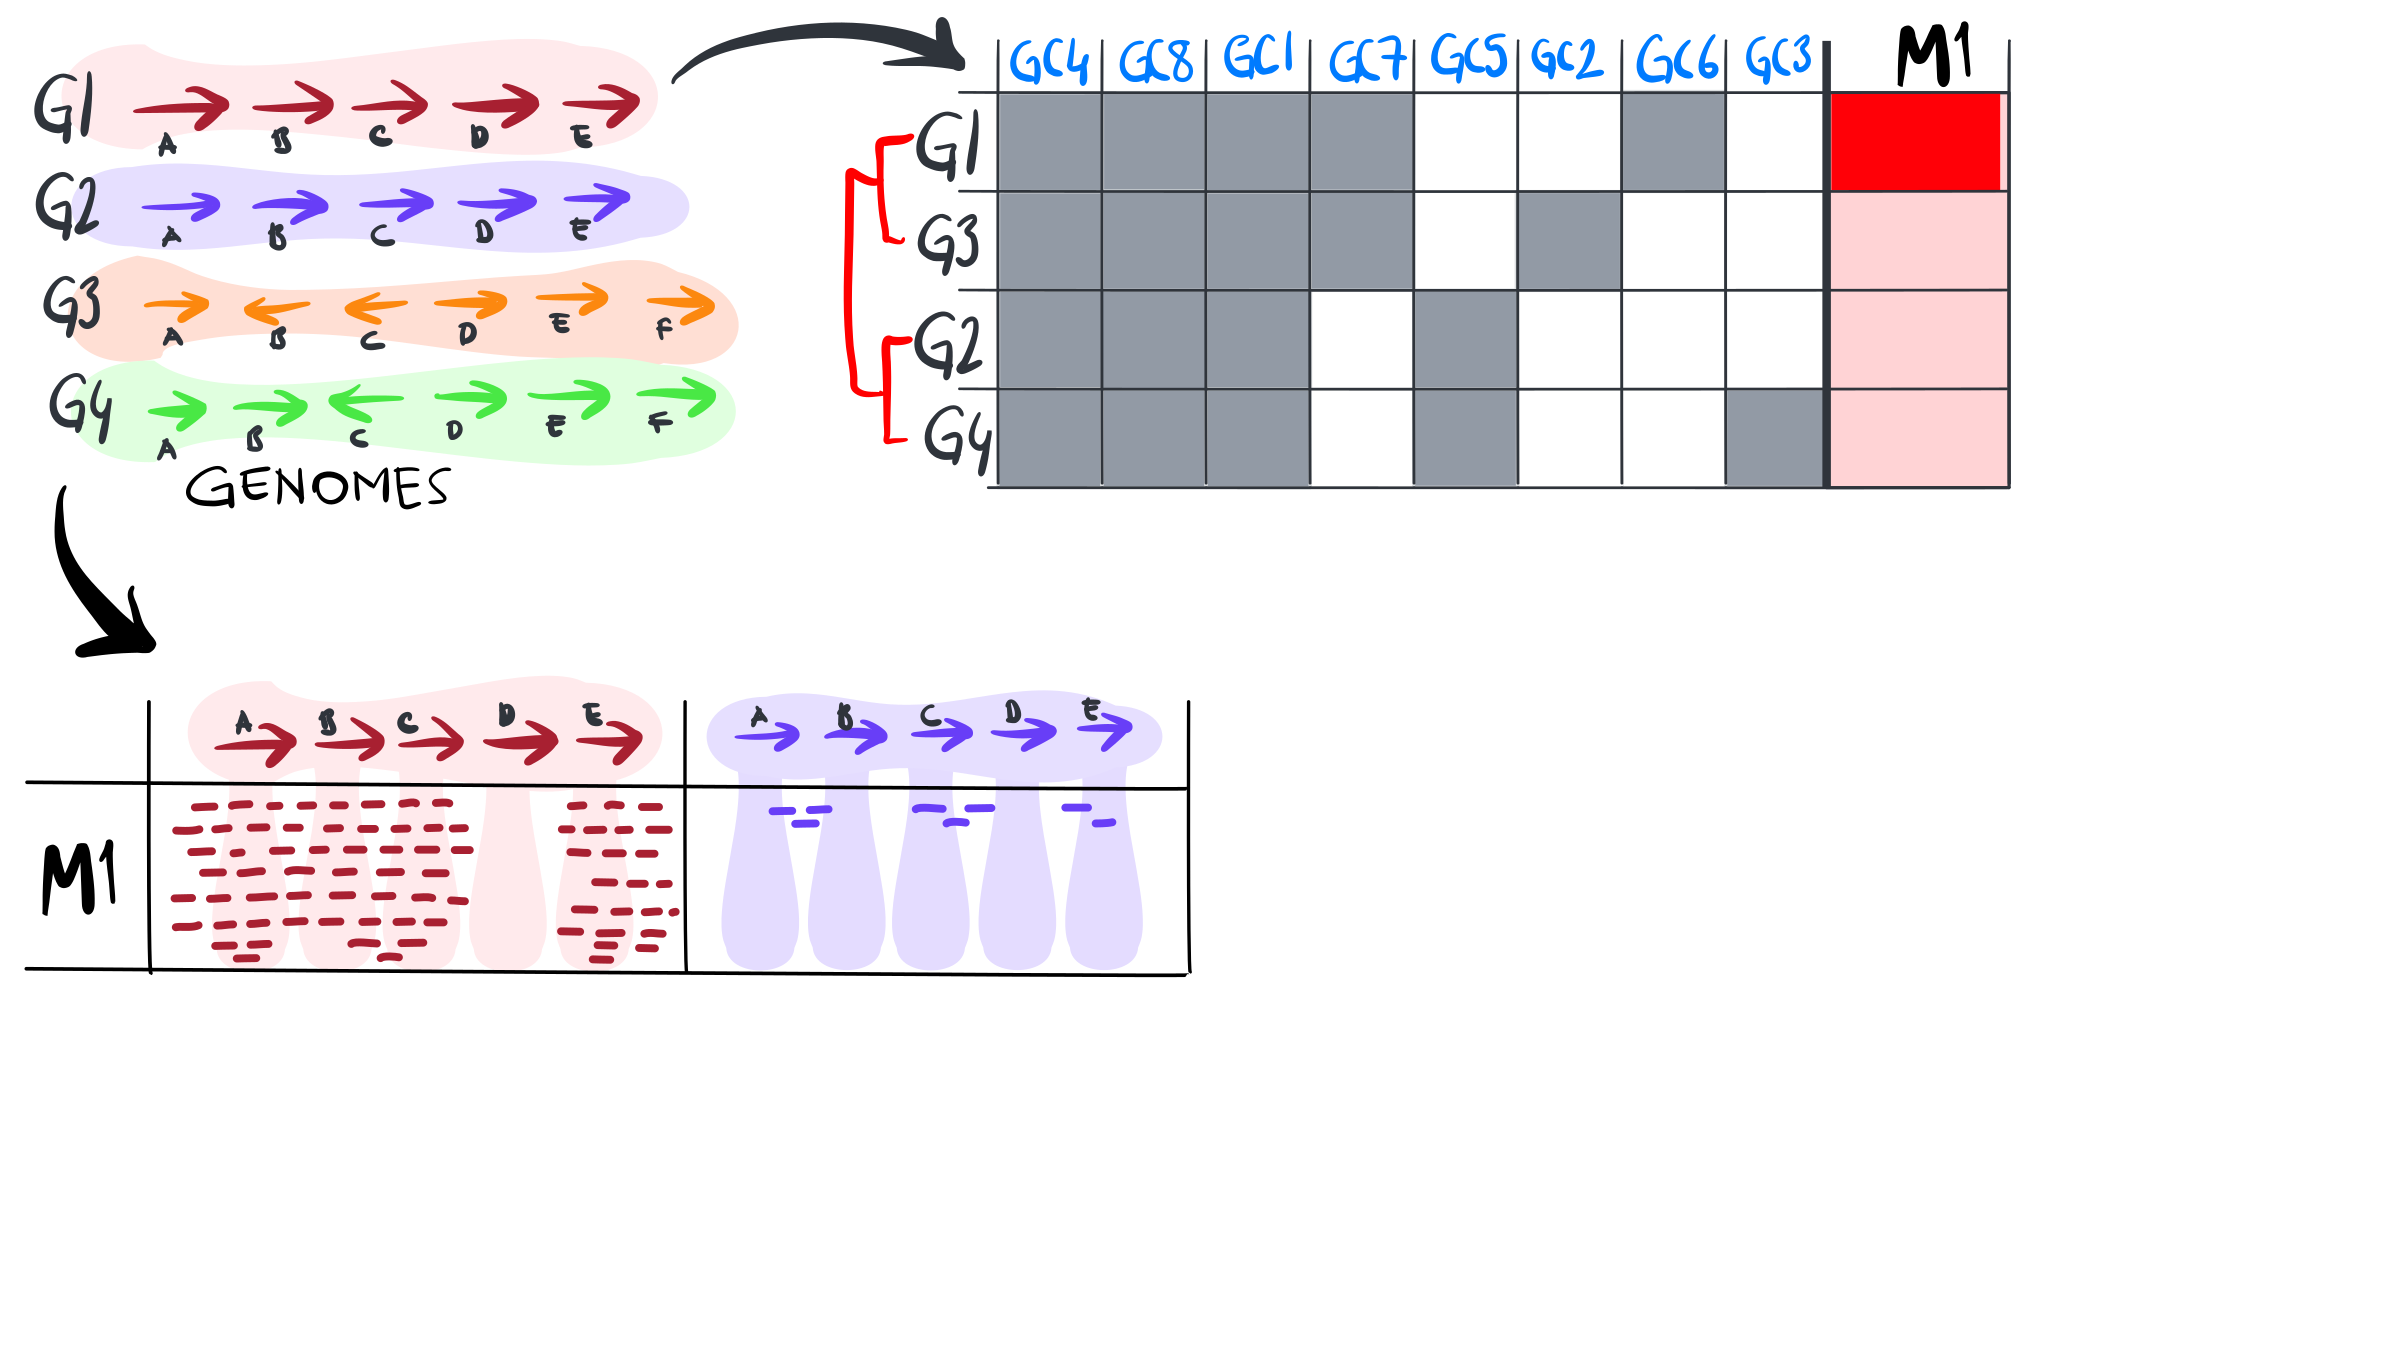 G1 A B C D E
G2 A B C D E
G3 A B C D E F
G4 A B C D E F
GENOMES
GC4 GC8 GC1 GC7 GC5 GC2 GC6 GC3 M1
G1
G3
G2
G4
A B C D E A B C D E
M1